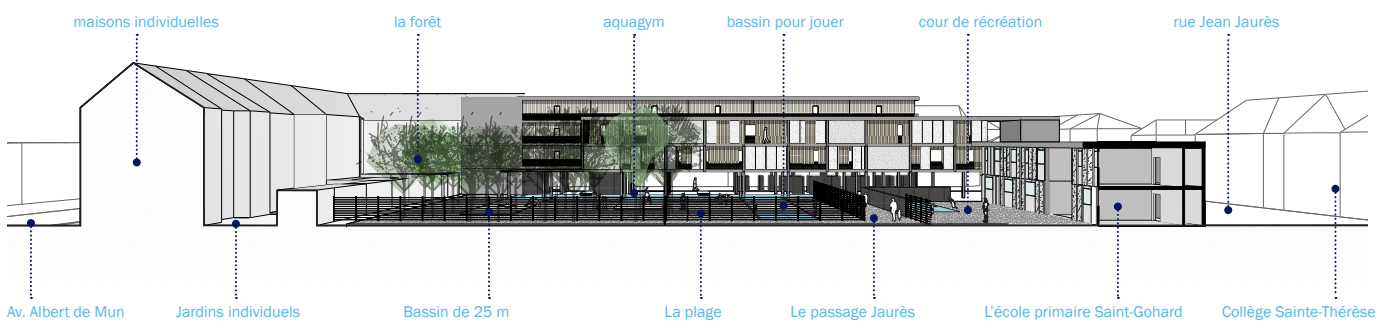 maisons individuelles
la forêt
aquagym
bassin pour jouer
cour de récréation
rue Jean Jaurès
Av. Albert de Mun
Jardins individuels
Bassin de 25 m
La plage
Le passage Jaurès
L'école primaire Saint-Gohard
Collège Sainte-Thérèse